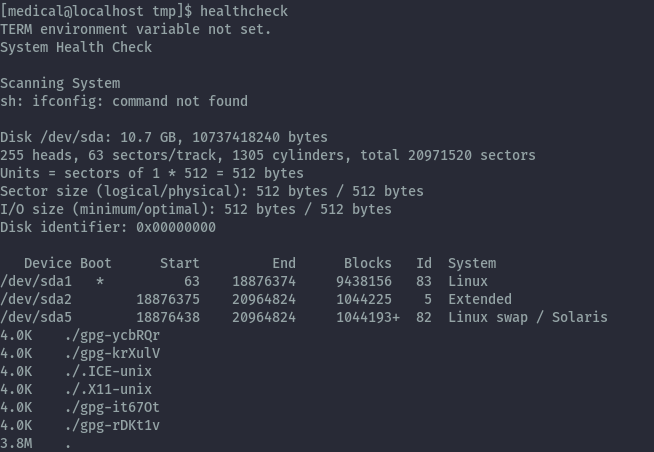 [medical@localhost tmp]$ healthcheck
TERM environment variable not set.
System Health Check

Scanning System
sh: ifconfig: command not found

Disk /dev/sda: 10.7 GB, 10737418240 bytes
255 heads, 63 sectors/track, 1305 cylinders, total 20971520 sectors
Units = sectors of 1 * 512 = 512 bytes
Sector size (logical/physical): 512 bytes / 512 bytes
I/O size (minimum/optimal): 512 bytes / 512 bytes
Disk identifier: 0x00000000

   Device Boot      Start         End      Blocks   Id  System
/dev/sda1   *          63    18876374     9438156   83  Linux
/dev/sda2        18876375    20964824     1044225    5  Extended
/dev/sda5        18876438    20964824     1044193+  82  Linux swap / Solaris
4.0K    ./gpg-ycbRQr
4.0K    ./gpg-krXulV
4.0K    ./.ICE-unix
4.0K    ./.X11-unix
4.0K    ./gpg-it67Ot
4.0K    ./gpg-rDKt1v
3.8M    .